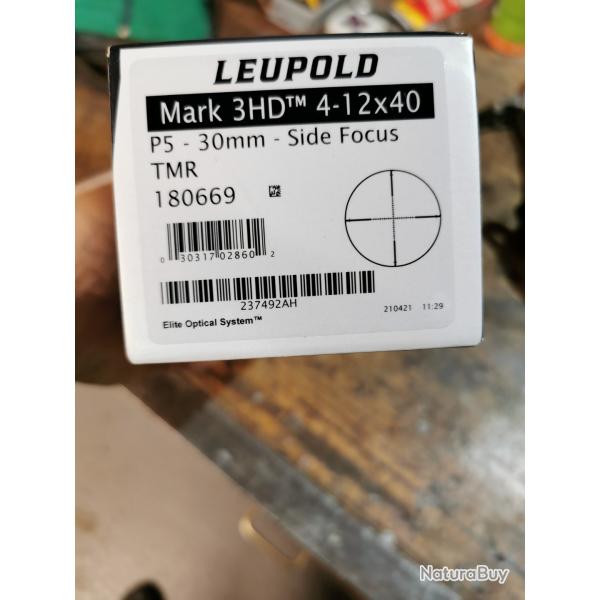 LEUPOLD
Mark 3HD™ 4-12x40
P5 - 30mm - Side Focus
TMR
180669
0 30317 02860 2
237492AH
Elite Optical System™
210421 11:29
NaturaBuy